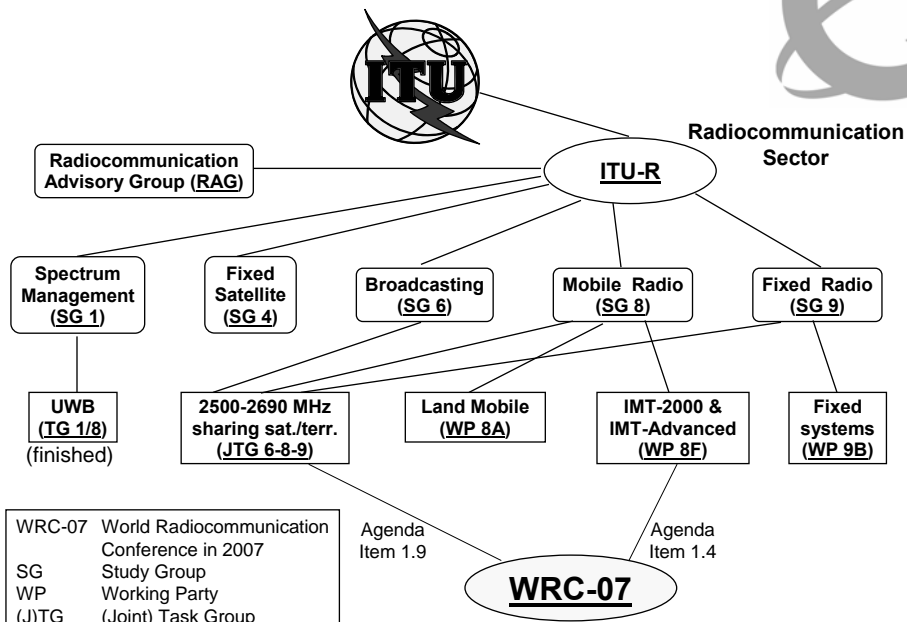 ITU
Radiocommunication
Sector
Radiocommunication
Advisory Group (RAG)
ITU-R
Spectrum
Management
(SG 1)
Fixed
Satellite
(SG 4)
Broadcasting
(SG 6)
Mobile Radio
(SG 8)
Fixed Radio
(SG 9)
UWB
(TG 1/8)
(finished)
2500-2690 MHz
sharing sat./terr.
(JTG 6-8-9)
Land Mobile
(WP 8A)
IMT-2000 &
IMT-Advanced
(WP 8F)
Fixed
systems
(WP 9B)
Agenda
Item 1.9
Agenda
Item 1.4
WRC-07
WRC-07 World Radiocommunication
Conference in 2007
SG Study Group
WP Working Party
(J)TG (Joint) Task Group